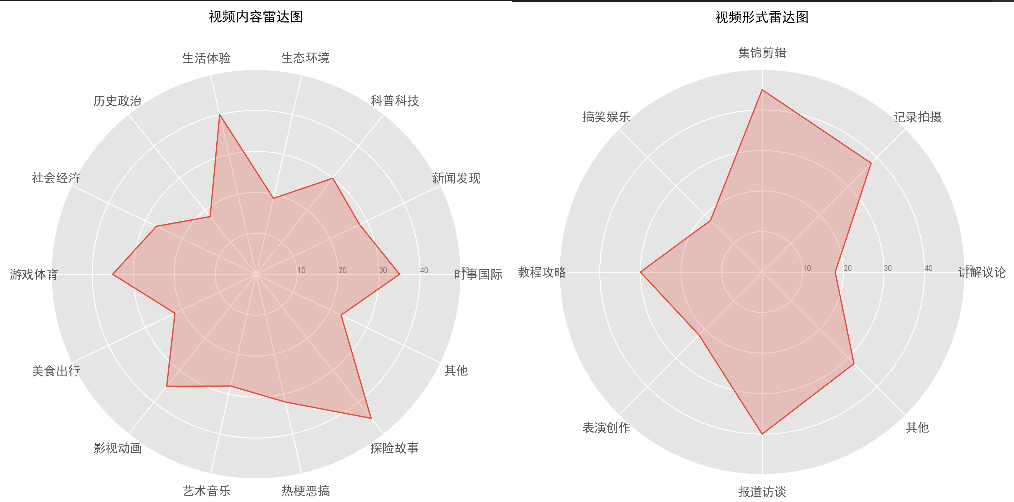 视频内容雷达图
生活体验
生态环境
历史政治
科普科技
社会经济
新闻发现
游戏体育
10
20
30
40
50
时事国际
美食出行
其他
影视动画
探险故事
艺术音乐
热梗恶搞
视频形式雷达图
集锦剪辑
搞笑娱乐
记录拍摄
教程攻略
10
20
30
40
50
讲解议论
表演创作
其他
报道访谈